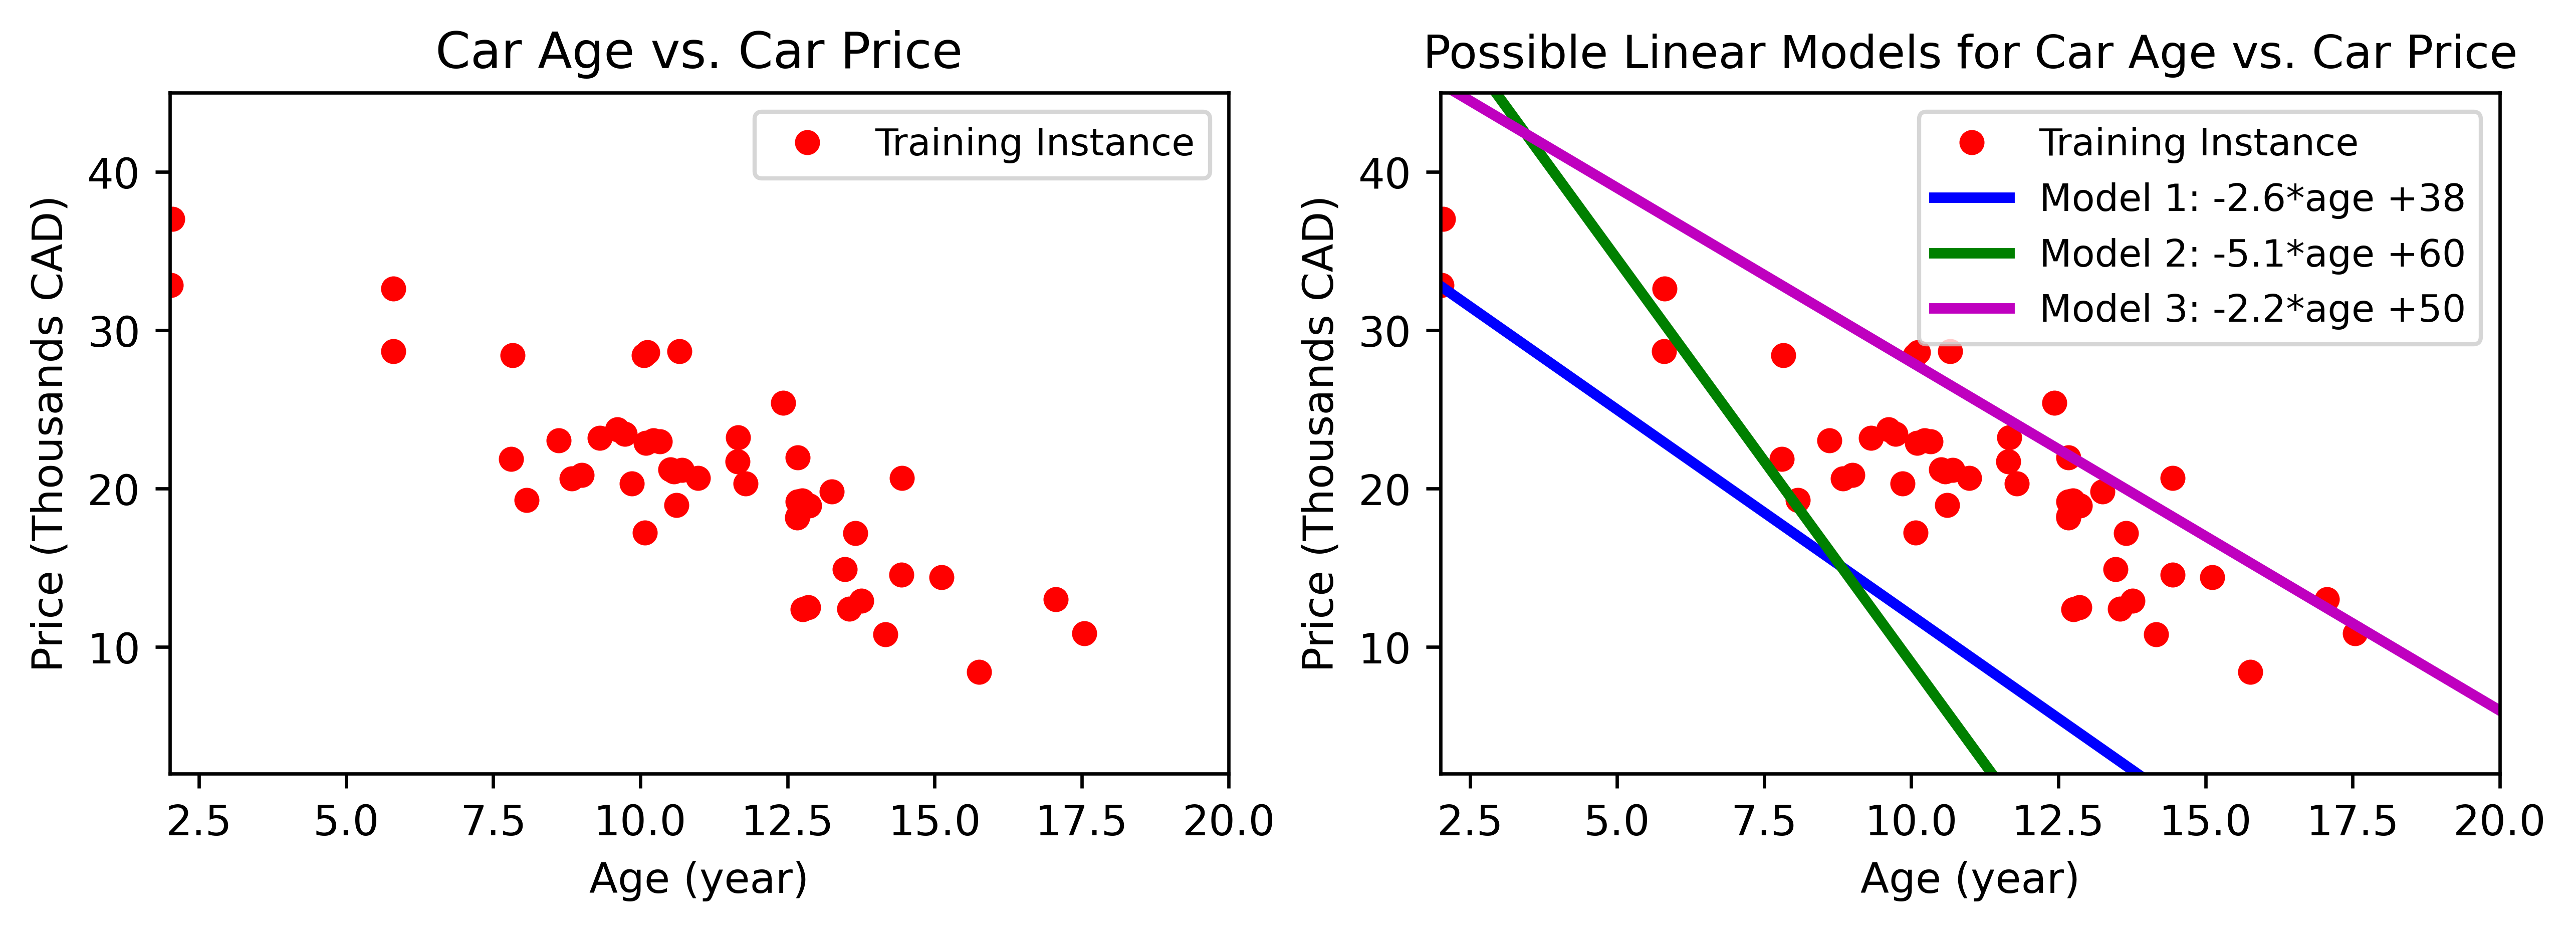 Car Age vs. Car Price
Training Instance
Price (Thousands CAD)
40
30
20
10
2.5 5.0 7.5 10.0 12.5 15.0 17.5 20.0
Age (year)
Possible Linear Models for Car Age vs. Car Price
Training Instance
Model 1: -2.6*age +38
Model 2: -5.1*age +60
Model 3: -2.2*age +50
Price (Thousands CAD)
40
30
20
10
2.5 5.0 7.5 10.0 12.5 15.0 17.5 20.0
Age (year)